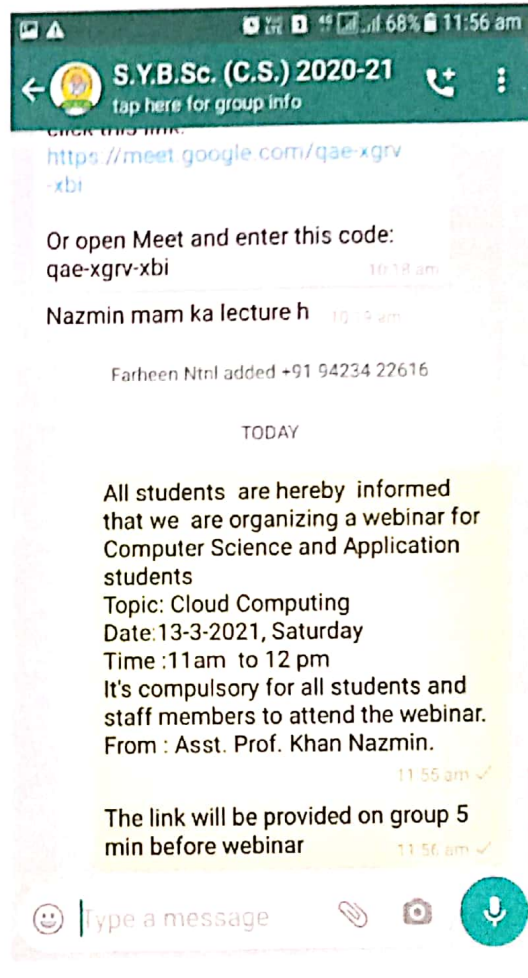 68% 11:56 am
S.Y.B.Sc. (C.S.) 2020-21
tap here for group info
click this link:
https://meet.google.com/qae-xgrv
-xbi
Or open Meet and enter this code:
qae-xgrv-xbi
10:18 am
Nazmin mam ka lecture h
Farheen Ntnl added +91 94234 22616
TODAY
All students are hereby informed
that we are organizing a webinar for
Computer Science and Application
students
Topic: Cloud Computing
Date:13-3-2021, Saturday
Time :11am to 12 pm
It's compulsory for all students and
staff members to attend the webinar.
From : Asst. Prof. Khan Nazmin.
11:55 am
The link will be provided on group 5
min before webinar
11:56 am
Type a message